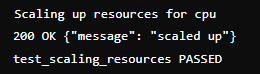 Scaling up resources for cpu
200 OK {"message": "scaled up"}
test_scaling_resources PASSED